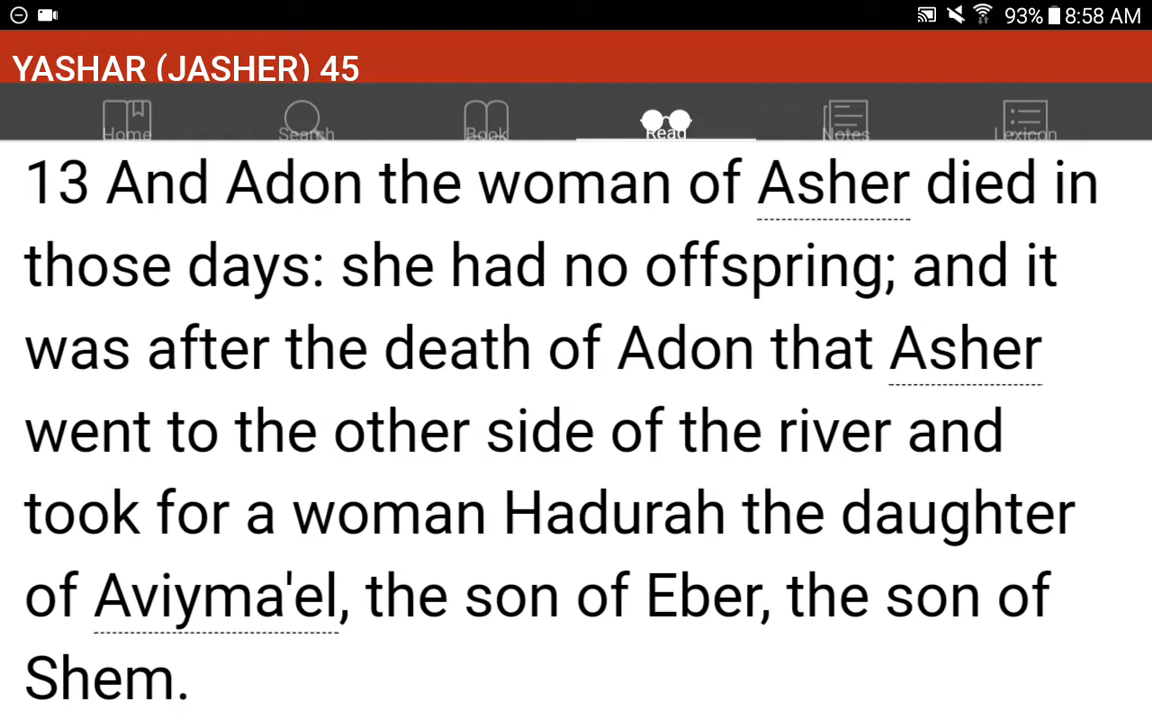 93% 8:58 AM
YASHAR (JASHER) 45
Home Search Book Read Notes Lexicon
13 And Adon the woman of Asher died in
those days: she had no offspring; and it
was after the death of Adon that Asher
went to the other side of the river and
took for a woman Hadurah the daughter
of Aviyma'el, the son of Eber, the son of
Shem.